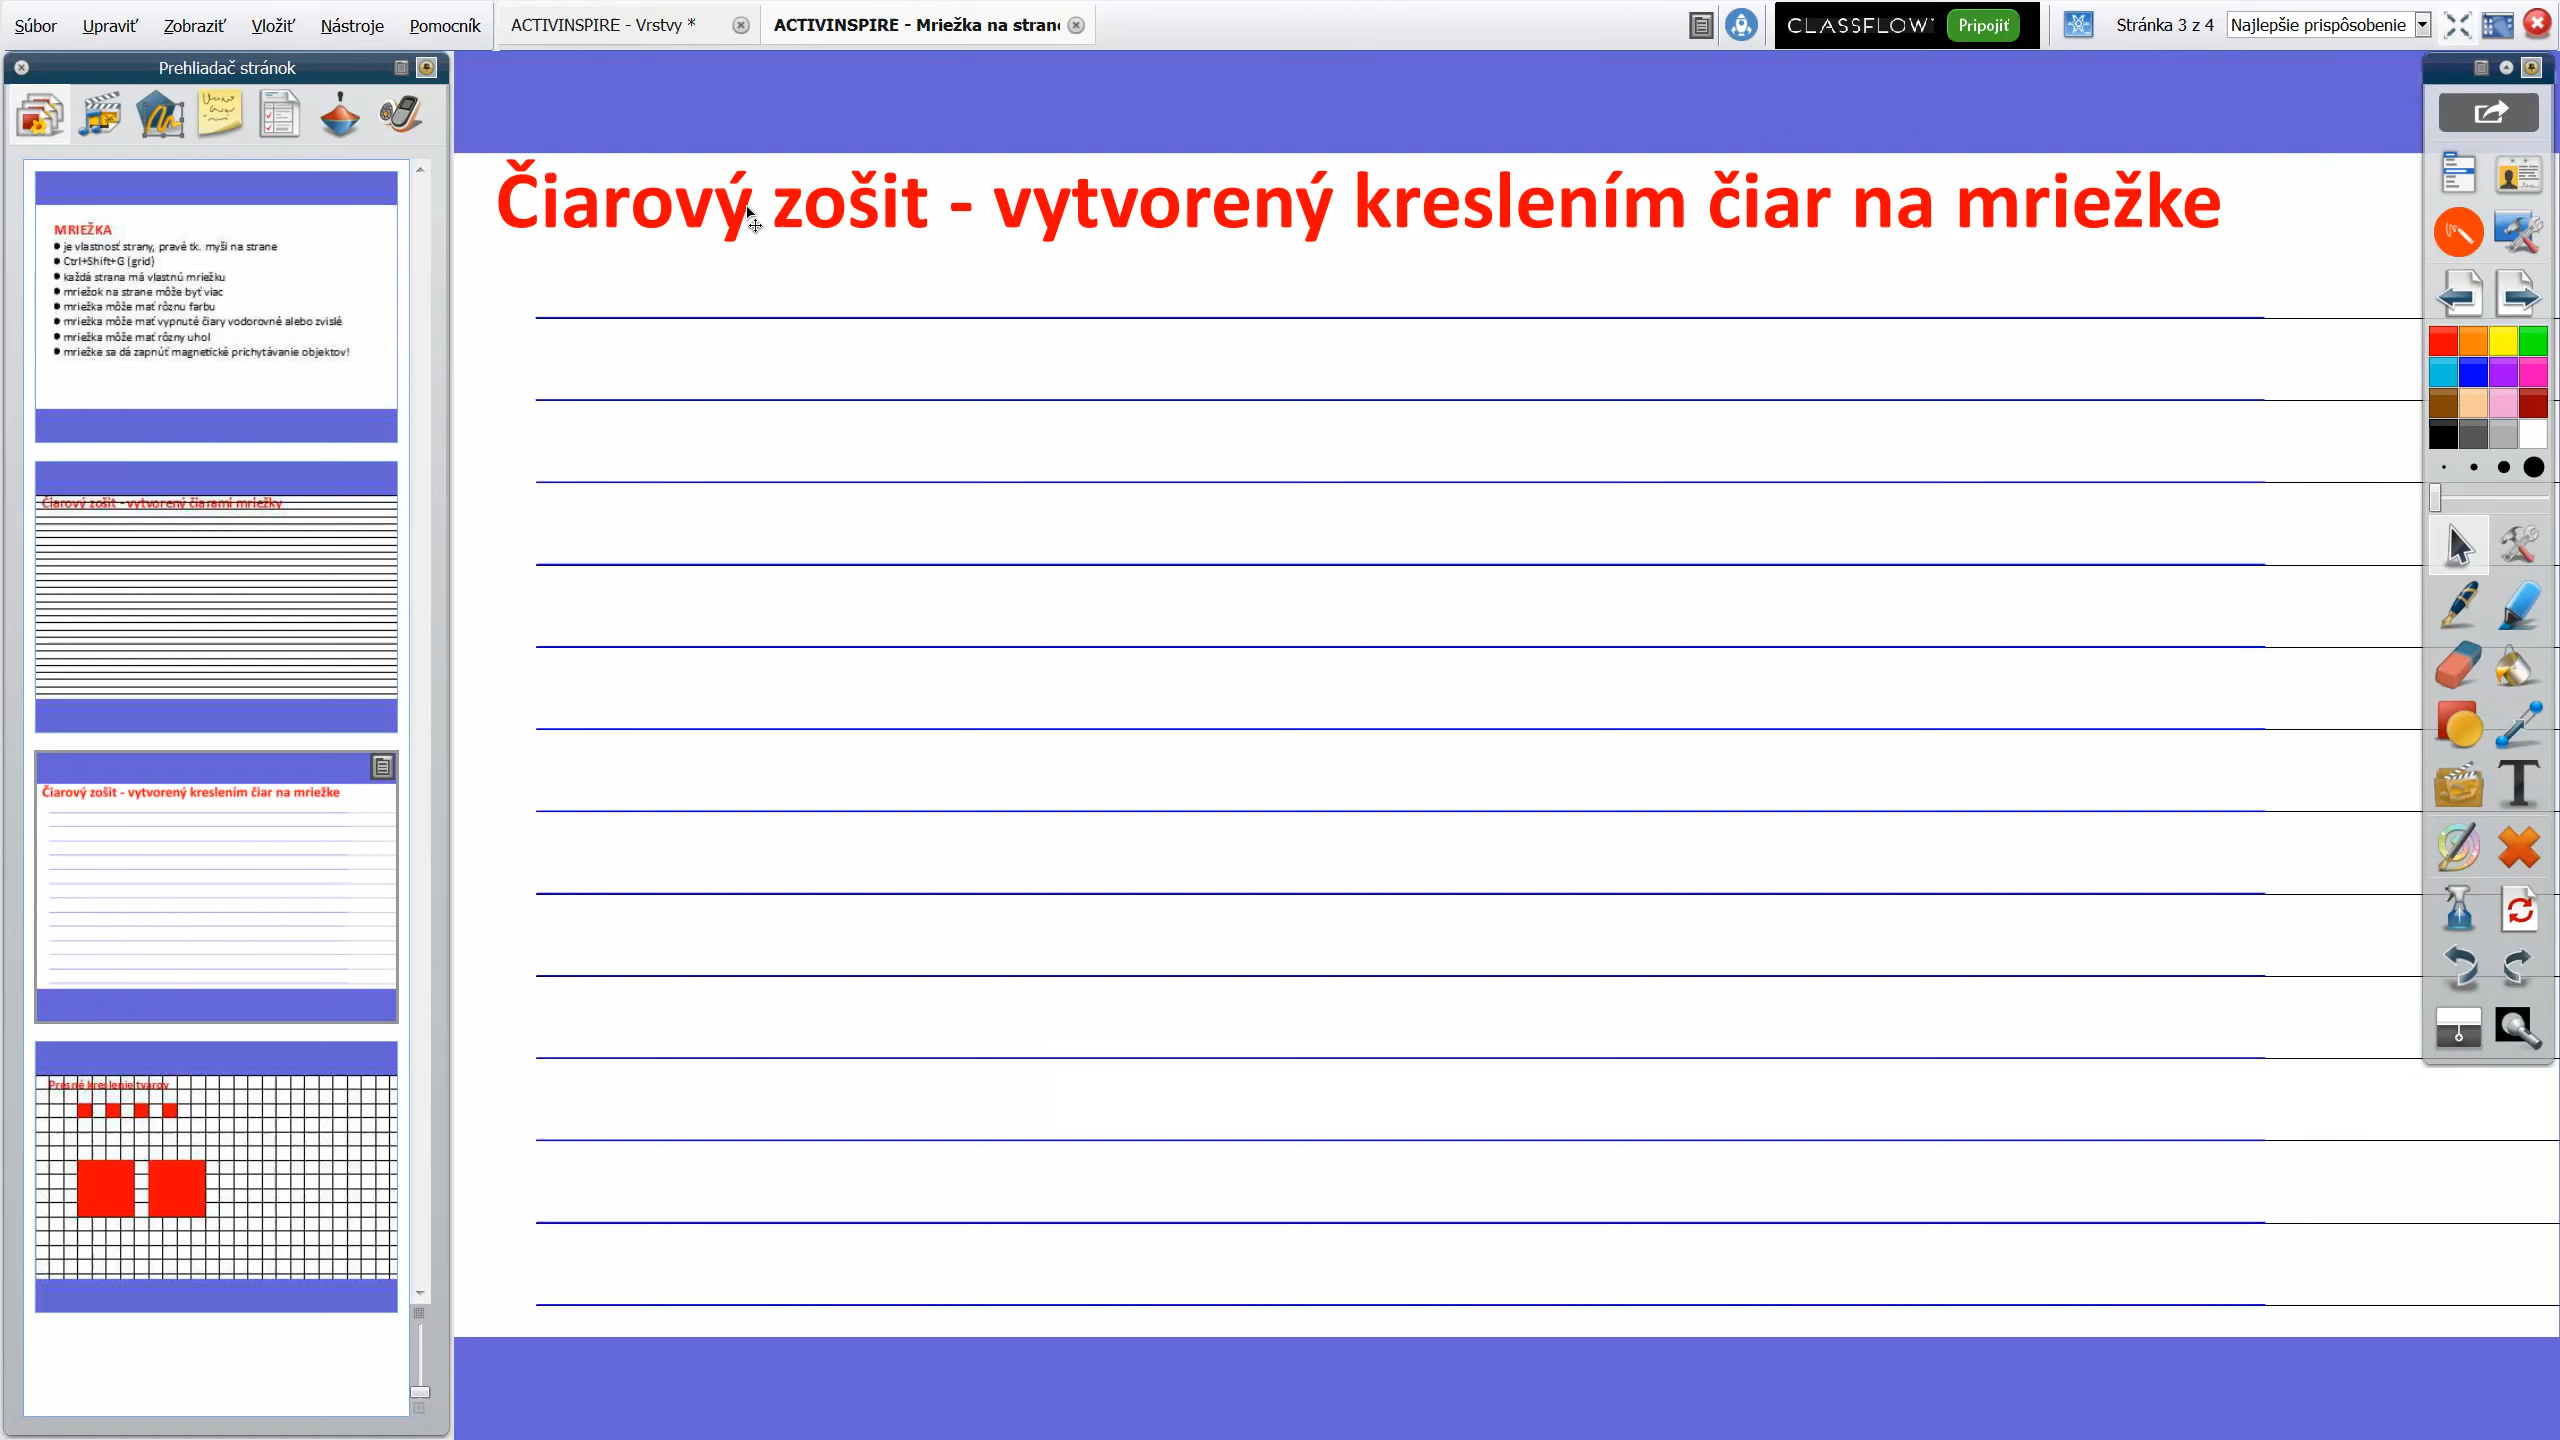 Súbor Upraviť Zobraziť Vložiť Nástroje Pomocník
ACTIVINSPIRE - Vrstvy *
ACTIVINSPIRE - Mriežka na stran
CLASSFLOW
Pripojiť
Stránka 3 z 4
Najlepšie prispôsobenie
Prehliadač stránok
MRIEŽKA
● je vlastnosť strany, pravé tk. myši na strane
● Ctrl+Shift+G (grid)
● každá strana má vlastnú mriežku
● mriežok na strane môže byť viac
● mriežka môže mať rôznu farbu
● mriežka môže mať vypnuté čiary vodorovné alebo zvislé
● mriežka môže mať rôzny uhol
● mriežke sa dá zapnúť magnetické prichytávanie objektov!
Čiarový zošit - vytvorený čiarami mriežky
Čiarový zošit - vytvorený kreslením čiar na mriežke
Presné kreslenie tvarov
Čiarový zošit - vytvorený kreslením čiar na mriežke
T